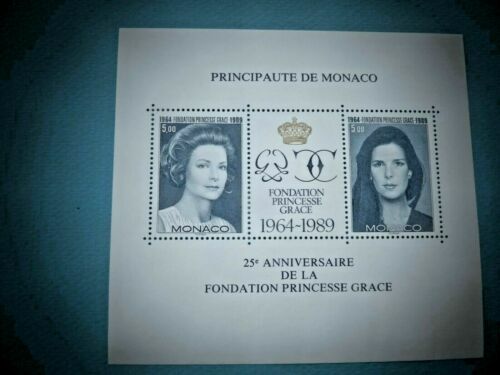 PRINCIPAUTE DE MONACO
1964-FONDATION PRINCESSE GRACE-1989
5,00
MONACO
FONDATION
PRINCESSE
GRACE
1964-1989
1964-FONDATION PRINCESSE GRACE-1989
5,00
MONACO
25e ANNIVERSAIRE
DE LA
FONDATION PRINCESSE GRACE